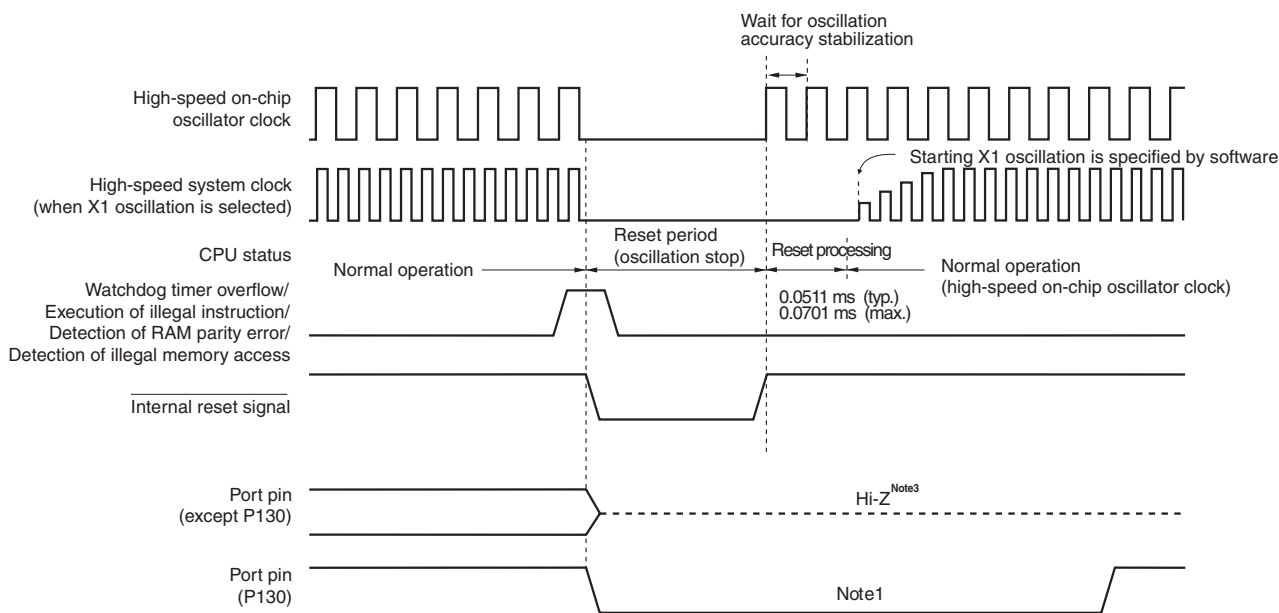 Wait for oscillation
accuracy stabilization
High-speed on-chip
oscillator clock
Starting X1 oscillation is specified by software
High-speed system clock
(when X1 oscillation is selected)
CPU status
Normal operation
Reset period
(oscillation stop)
Reset processing
Normal operation
(high-speed on-chip oscillator clock)
0.0511 ms (typ.)
0.0701 ms (max.)
Watchdog timer overflow/
Execution of illegal instruction/
Detection of RAM parity error/
Detection of illegal memory access
Internal reset signal
Port pin
(except P130)
Hi-Z Note3
Port pin
(P130)
Note1